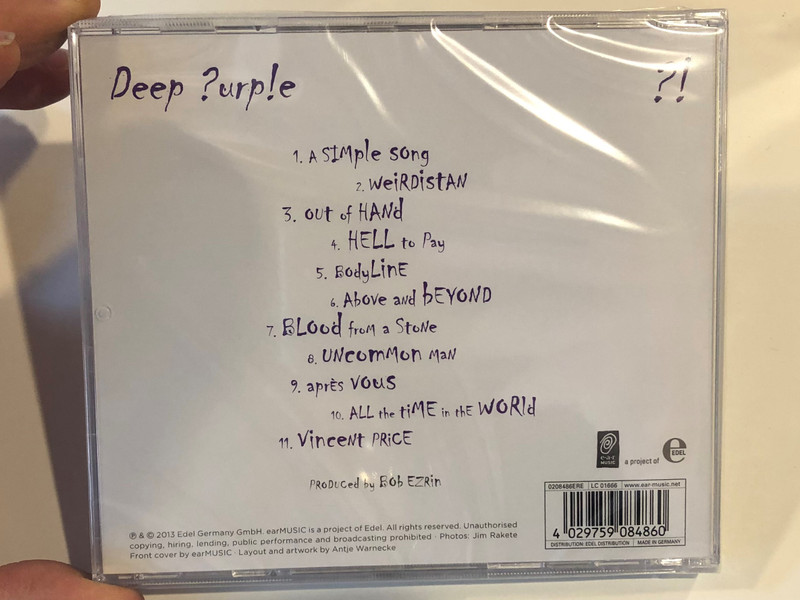 Deep ?urp!e
?!
1. A SIMple SOng
2. WeiRDistAN
3. OUt of HANd
4. HELL to Pay
5. BodyLinE
6. Above and bEYOND
7. BLood from a StoNe
8. UNcomMon maN
9. après VOUS
10. ALL the tiME in thE WORld
11. VinceNt PRiCE
PRODUCEd by Bob EZRin
e·a·r MUSIC
a project of
e EDEL
0208486ERE | LC 01666 | www.ear-music.net
4 029759 084860
DISTRIBUTION: EDEL DISTRIBUTION | MADE IN GERMANY
℗ & © 2013 Edel Germany GmbH. earMUSIC is a project of Edel. All rights reserved. Unauthorised
copying, hiring, lending, public performance and broadcasting prohibited · Photos: Jim Rakete
Front cover by earMUSIC · Layout and artwork by Antje Warnecke